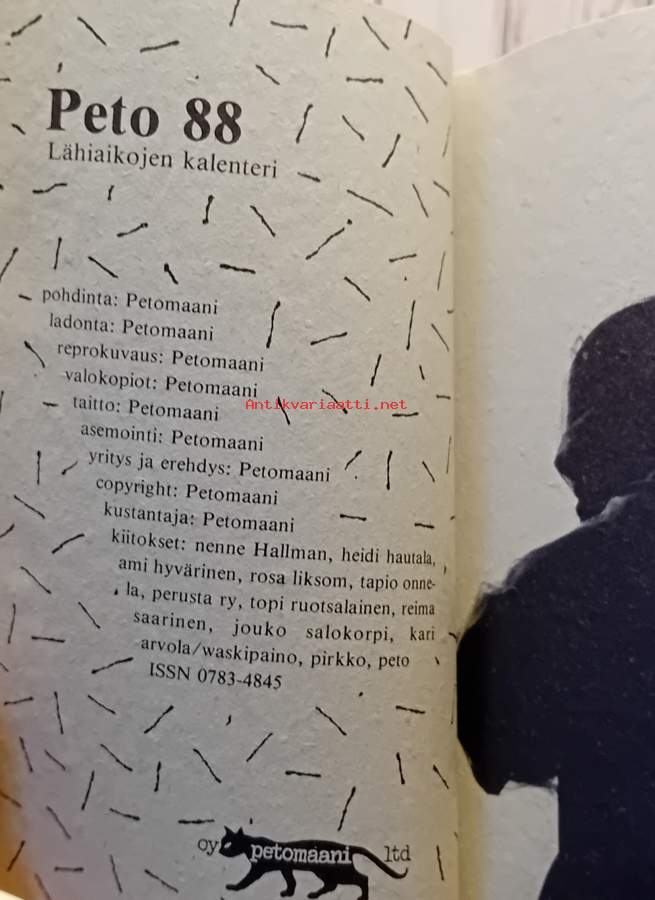 Peto 88
Lähiaikojen kalenteri
pohdinta: Petomaani
ladonta: Petomaani
reprokuvaus: Petomaani
valokopiot: Petomaani
taitto: Petomaani
Antikvariaatti.net
asemointi: Petomaani
yritys ja erehdys: Petomaani
copyright: Petomaani
kustantaja: Petomaani
kiitokset: nenne Hallman, heidi hautala,
ami hyvärinen, rosa liksom, tapio onne-
la, perusta ry, topi ruotsalainen, reima
saarinen, jouko salokorpi, kari
arvola/waskipaino, pirkko, peto
ISSN 0783-4845
oy petomaani ltd